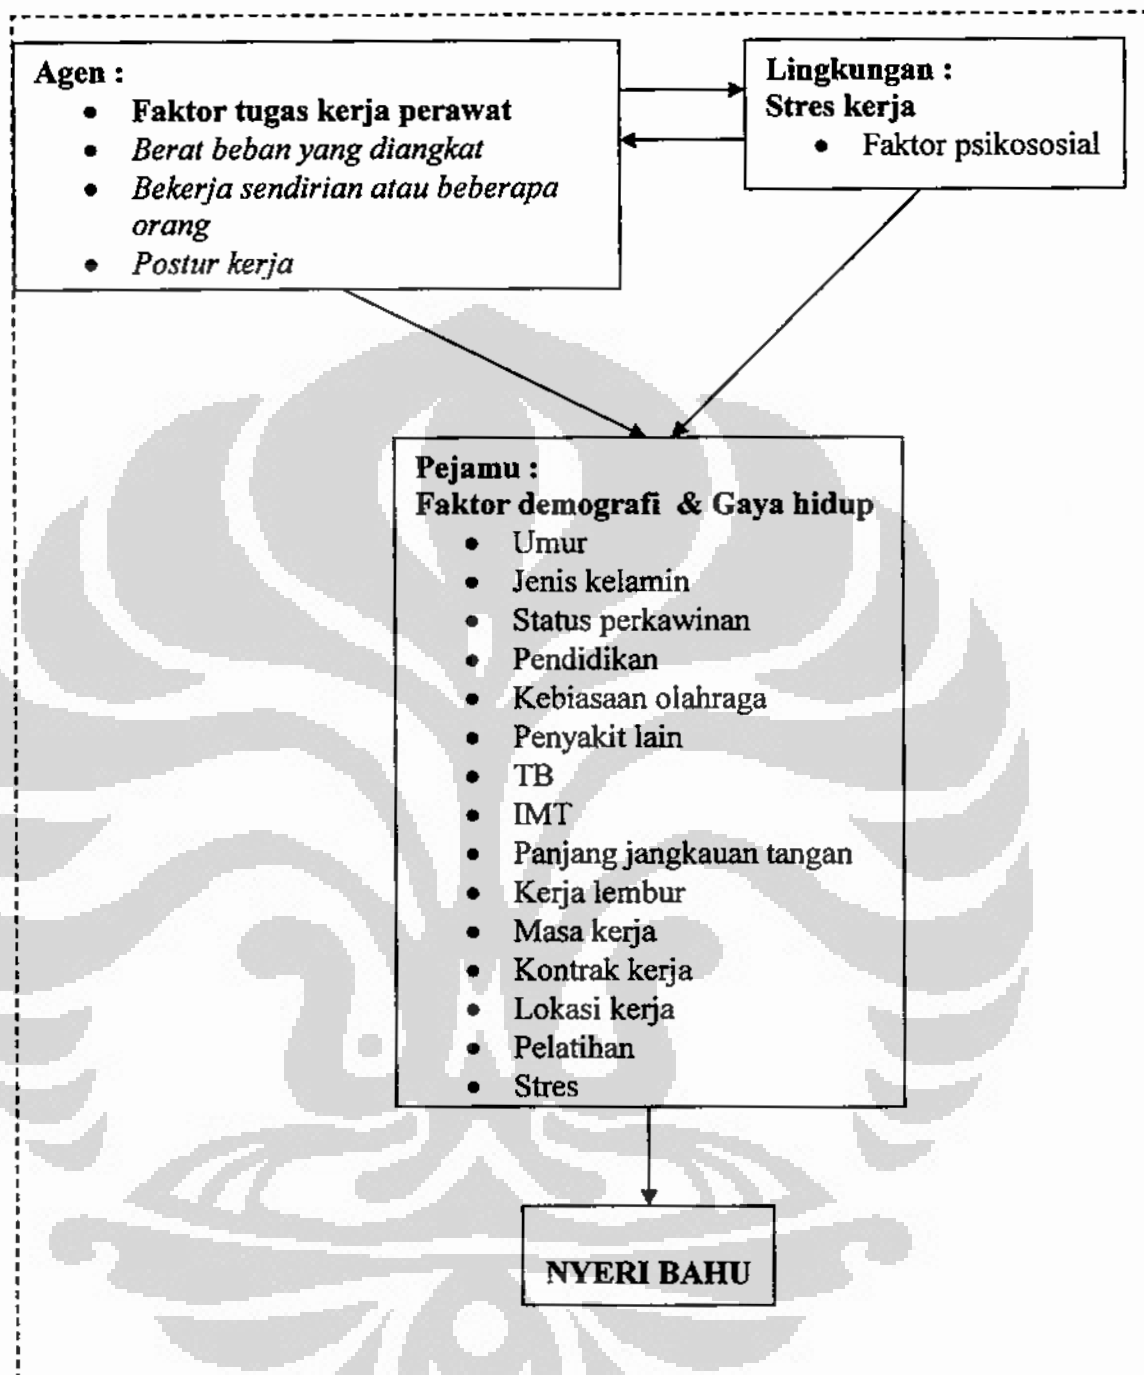 Agen :
• Faktor tugas kerja perawat
• Berat beban yang diangkat
• Bekerja sendirian atau beberapa
orang
• Postur kerja
Lingkungan :
Stres kerja
• Faktor psikososial
Pejamu :
Faktor demografi & Gaya hidup
• Umur
• Jenis kelamin
• Status perkawinan
• Pendidikan
• Kebiasaan olahraga
• Penyakit lain
• TB
• IMT
• Panjang jangkauan tangan
• Kerja lembur
• Masa kerja
• Kontrak kerja
• Lokasi kerja
• Pelatihan
• Stres
NYERI BAHU